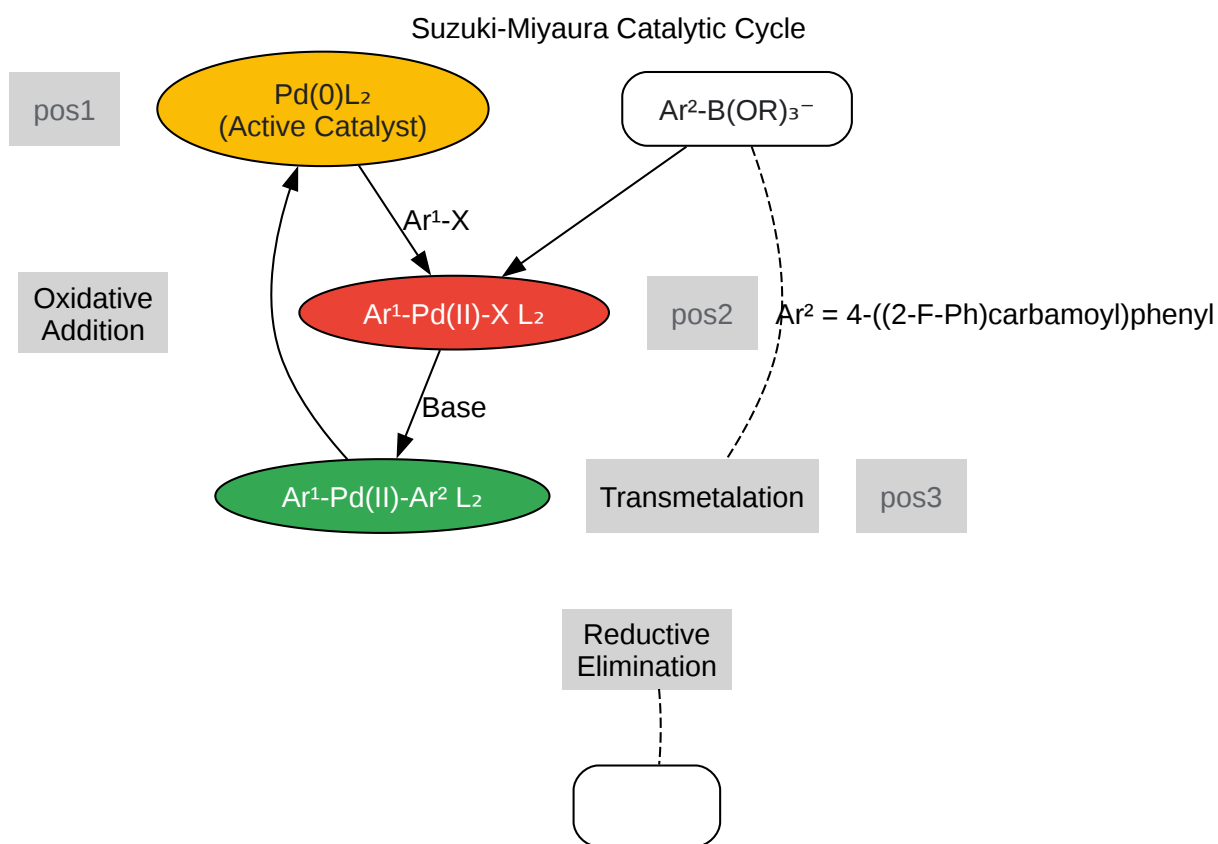 Suzuki-Miyaura Catalytic Cycle
pos1
Pd(0)L₂
(Active Catalyst)
Ar²-B(OR)₃⁻
Ar¹-X
Oxidative
Addition
Ar¹-Pd(II)-X L₂
pos2
Ar² = 4-((2-F-Ph)carbamoyl)phenyl
Base
Ar¹-Pd(II)-Ar² L₂
Transmetalation
pos3
Reductive
Elimination